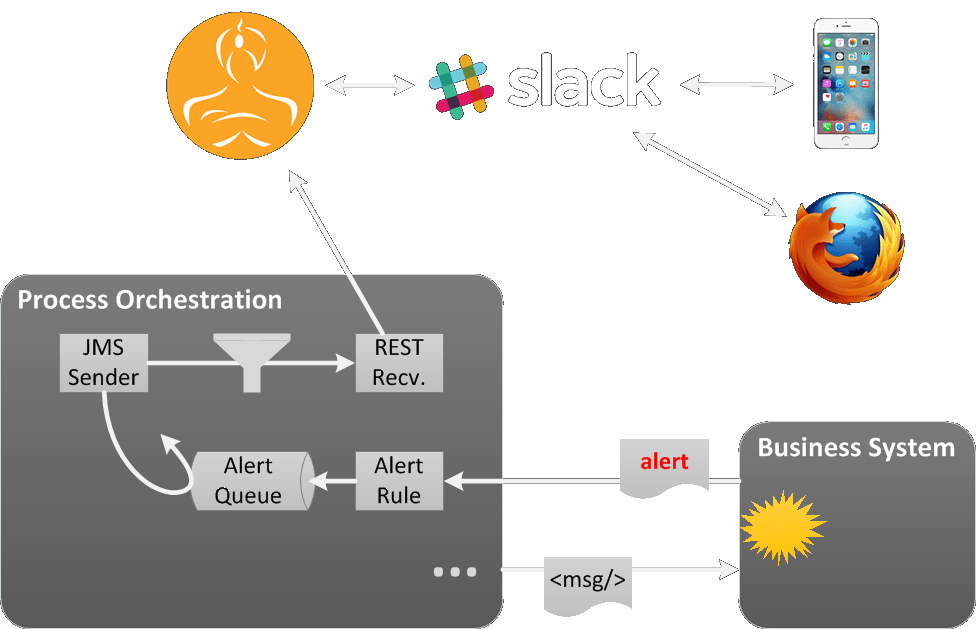 slack
Process Orchestration
JMS
Sender
REST
Recv.
Alert
Queue
Alert
Rule
alert
Business System
...
<msg/>